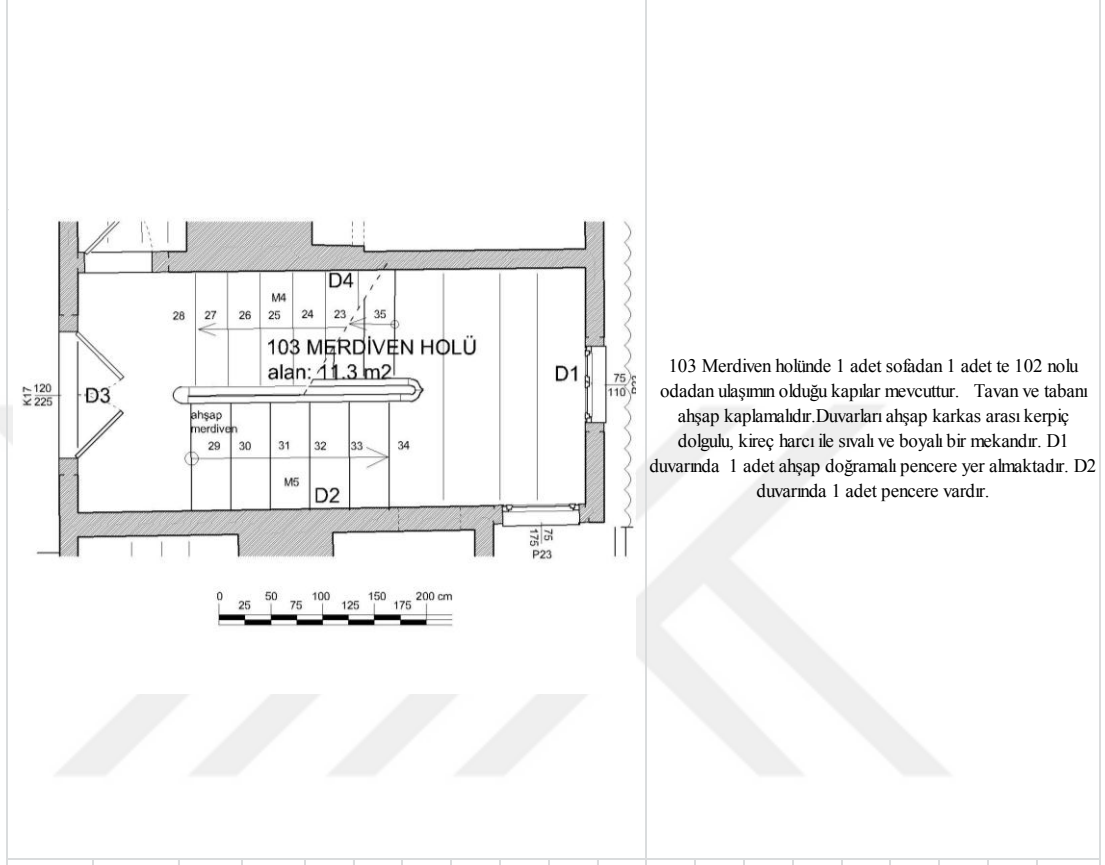 D4
M4
28 27 26 25 24 23 35
103 MERDİVEN HOLÜ
alan: 11.3 m2
D1
75
110
K17 120
225
D3
ahşap
merdiven
29 30 31 32 33 34
M5
D2
75
175
P23
0 25 50 75 100 125 150 175 200 cm
103 Merdiven holünde 1 adet sofadan 1 adet te 102 nolu
odadan ulaşımın olduğu kapılar mevcuttur. Tavan ve tabanı
ahşap kaplamalıdır.Duvarları ahşap karkas arası kerpiç
dolgulu, kireç harcı ile sıvalı ve boyalı bir mekandır. D1
duvarında 1 adet ahşap doğramalı pencere yer almaktadır. D2
duvarında 1 adet pencere vardır.